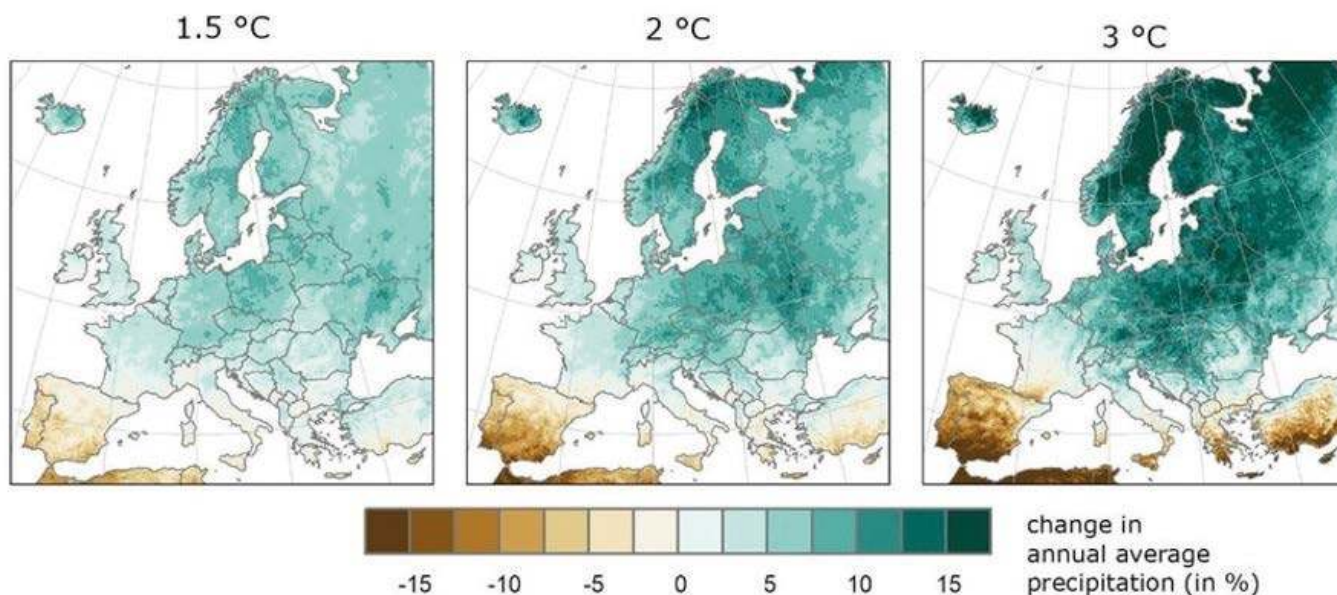 1.5 °C
2 °C
3 °C
-15 -10 -5 0 5 10 15
change in
annual average
precipitation (in %)